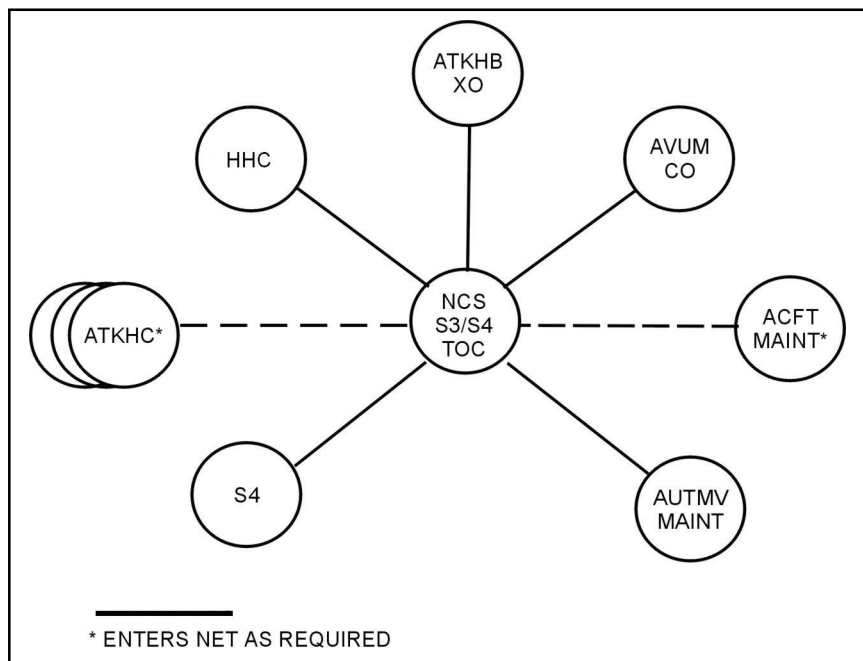 ATKHB
XO
HHC
AVUM
CO
NCS
S3/S4
TOC
ATKHC*
ACFT
MAINT*
S4
AUTMV
MAINT
* ENTERS NET AS REQUIRED